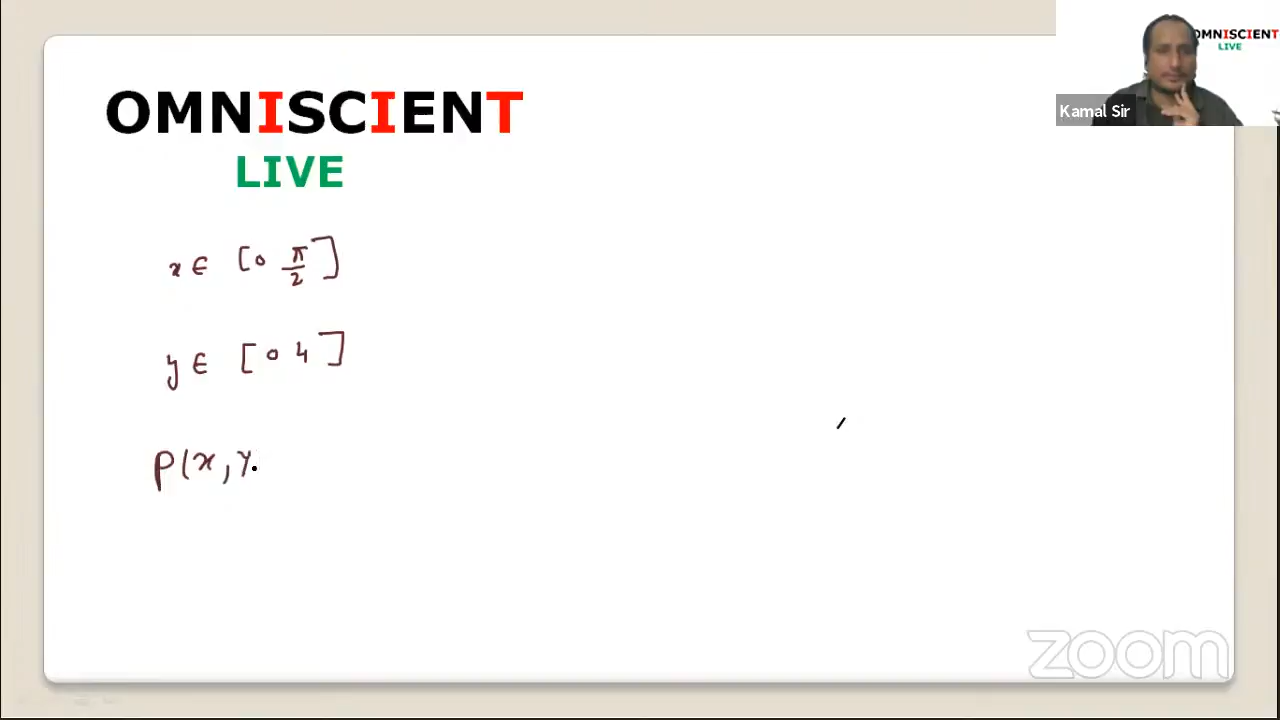 OMNISCIENT
LIVE
OMNISCIENT
LIVE
Kamal Sir
x ∈ [0 π/2]
y ∈ [0 4]
P(x, y
zoom